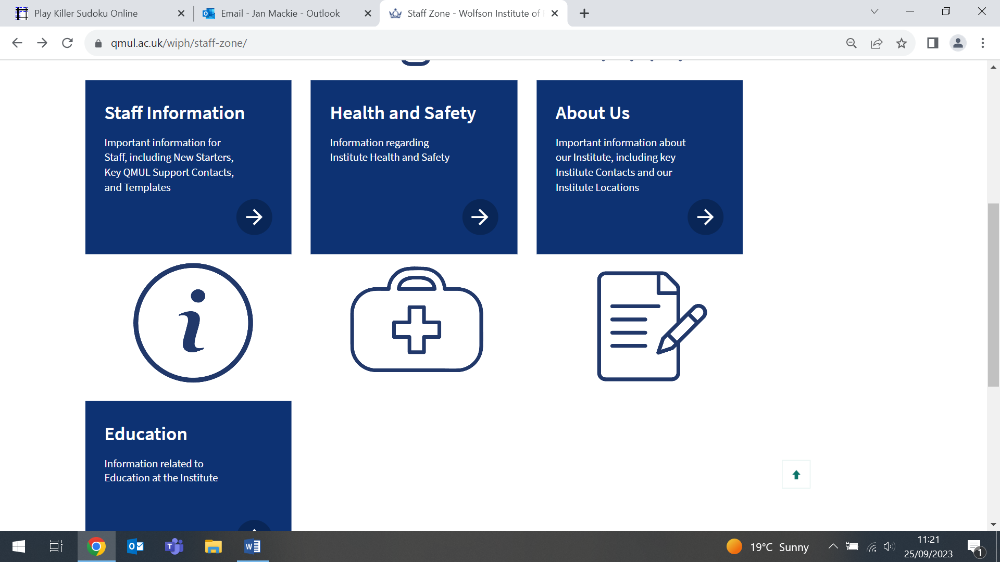 Play Killer Sudoku Online
Email - Jan Mackie - Outlook
Staff Zone - Wolfson Institute of
qmul.ac.uk/wiph/staff-zone/
Staff Information
Important information for
Staff, including New Starters,
Key QMUL Support Contacts,
and Templates
Health and Safety
Information regarding
Institute Health and Safety
About Us
Important information about
our Institute, including key
Institute Contacts and our
Institute Locations
i
Education
Information related to
Education at the Institute
19°C Sunny
11:21
25/09/2023
1